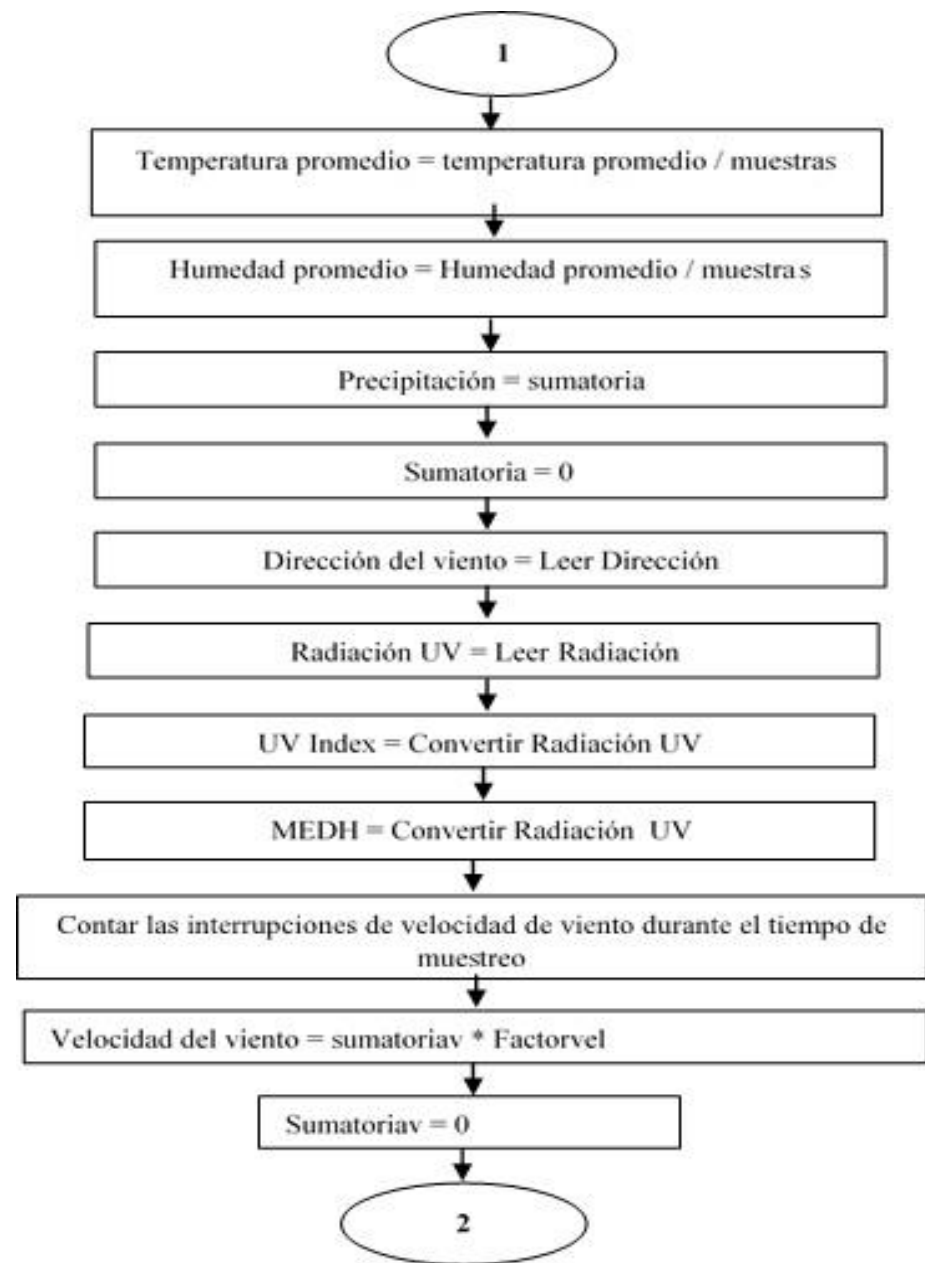 1
Temperatura promedio = temperatura promedio / muestras
Humedad promedio = Humedad promedio / muestras
Precipitación = sumatoria
Sumatoria = 0
Dirección del viento = Leer Dirección
Radiación UV = Leer Radiación
UV Index = Convertir Radiación UV
MEDH = Convertir Radiación UV
Contar las interrupciones de velocidad de viento durante el tiempo de
muestreo
Velocidad del viento = sumatoriav * Factorvel
Sumatoriav = 0
2